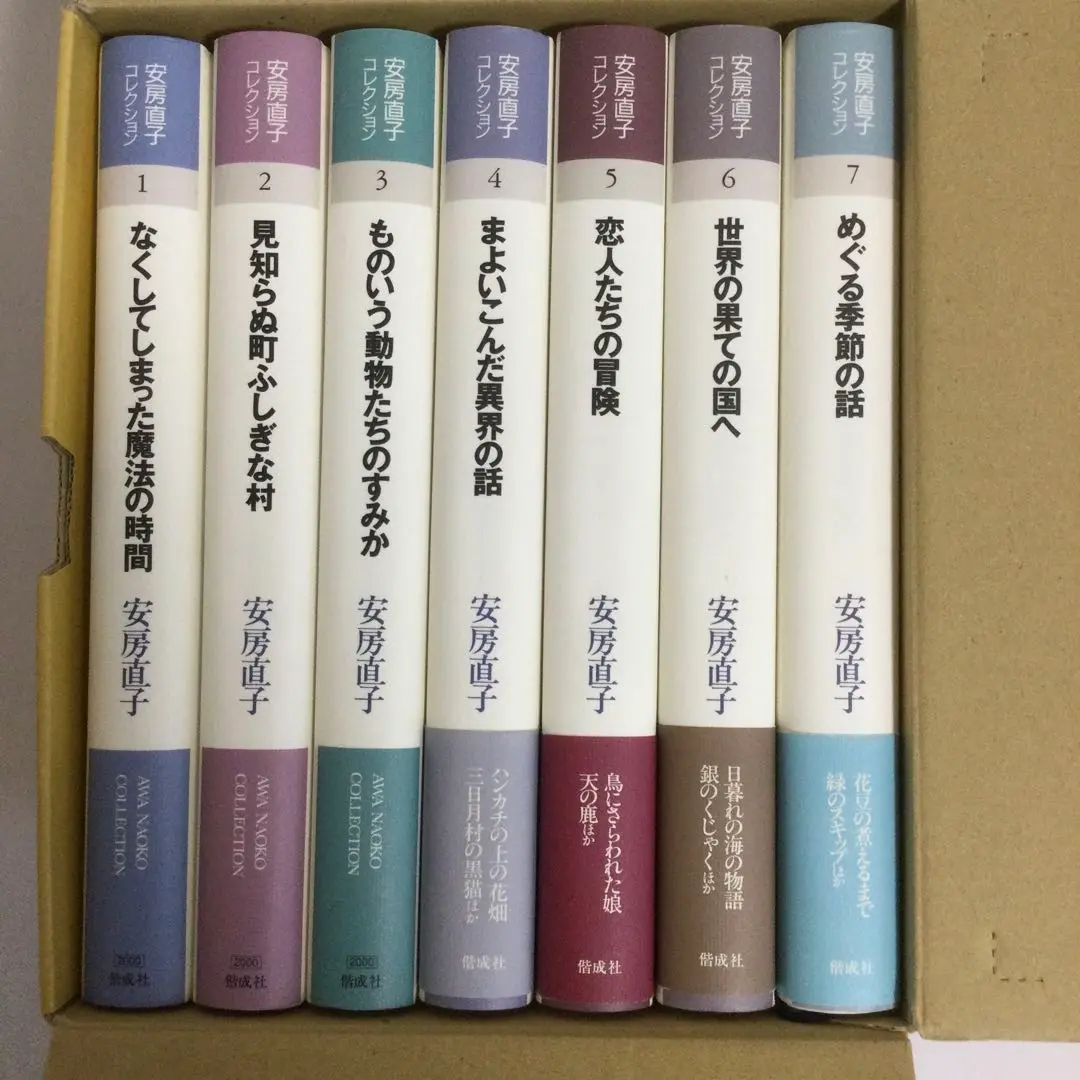 安房直子
コレクション
1
なくしてしまった魔法の時間
安房直子
AWA NAOKO
COLLECTION
2000
偕成社
安房直子
コレクション
2
見知らぬ町ふしぎな村
安房直子
AWA NAOKO
COLLECTION
2000
偕成社
安房直子
コレクション
3
ものいう動物たちのすみか
安房直子
AWA NAOKO
COLLECTION
2000
偕成社
安房直子
コレクション
4
まよいこんだ異界の話
安房直子
ハンカチの上の花畑
三日月村の黒猫ほか
偕成社
安房直子
コレクション
5
恋人たちの冒険
安房直子
鳥にさらわれた娘
天の鹿ほか
偕成社
安房直子
コレクション
6
世界の果ての国へ
安房直子
日暮れの海の物語
銀のくじゃくほか
偕成社
安房直子
コレクション
7
めぐる季節の話
安房直子
花豆の煮えるまで
緑のスキップほか
偕成社